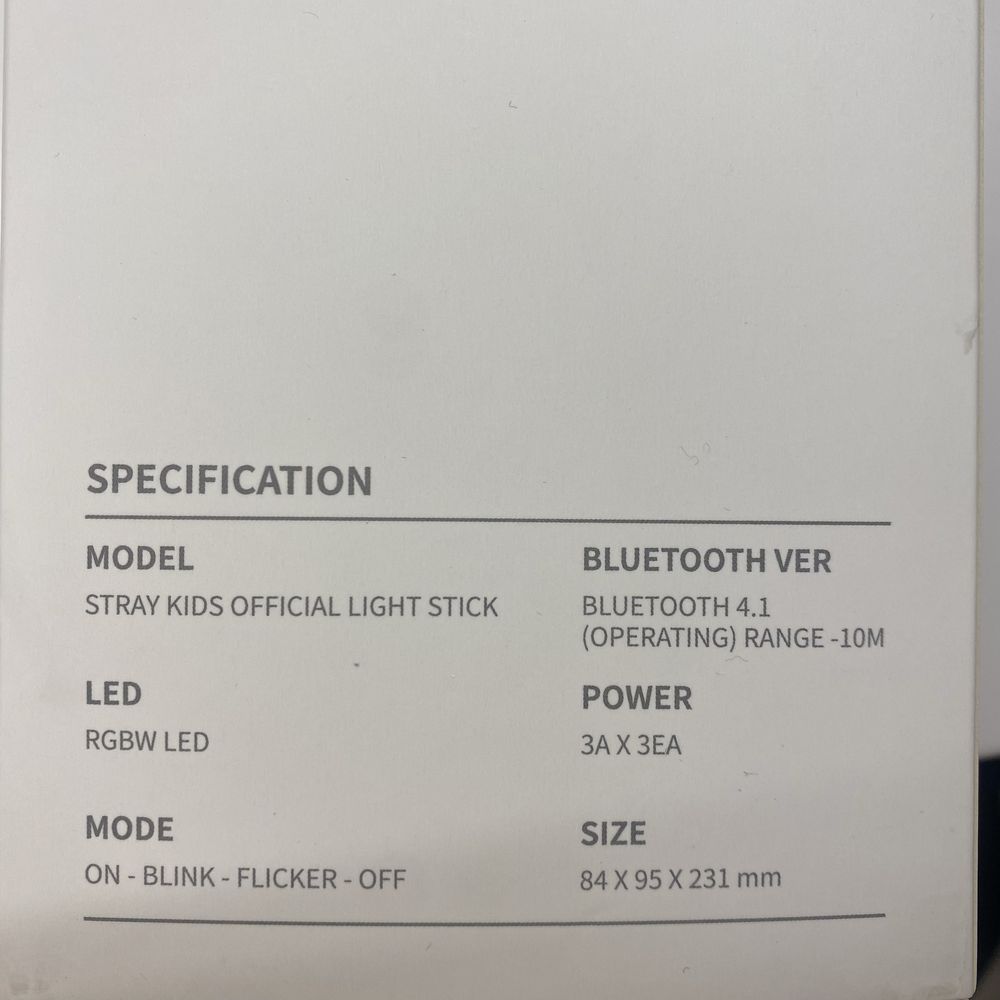 SPECIFICATION
MODEL
STRAY KIDS OFFICIAL LIGHT STICK
BLUETOOTH VER
BLUETOOTH 4.1
(OPERATING) RANGE -10M
LED
RGBW LED
POWER
3A X 3EA
MODE
ON - BLINK - FLICKER - OFF
SIZE
84 X 95 X 231 mm